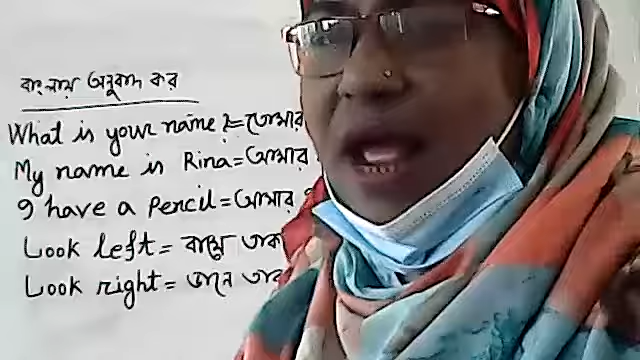 বাংলায় অনুবাদ কর
What is your name ?= তোমার
My name is Rina = আমার
I have a Pencil = আমার
Look left = বামে তাকা
Look right = ডানে তাকা